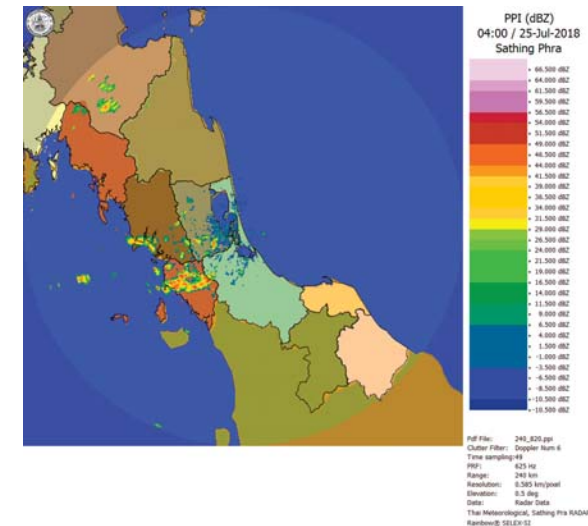 PPI (dBZ)
04:00 / 25-Jul-2018
Sathing Phra
+ 66.500 dBZ
+ 64.000 dBZ
+ 61.500 dBZ
+ 59.500 dBZ
+ 56.500 dBZ
+ 54.000 dBZ
+ 51.500 dBZ
+ 49.000 dBZ
+ 46.500 dBZ
+ 44.000 dBZ
+ 41.500 dBZ
+ 39.000 dBZ
+ 36.500 dBZ
+ 34.000 dBZ
+ 31.500 dBZ
+ 29.000 dBZ
+ 26.500 dBZ
+ 24.000 dBZ
+ 21.500 dBZ
+ 19.000 dBZ
+ 16.500 dBZ
+ 14.000 dBZ
+ 11.500 dBZ
+ 9.000 dBZ
+ 6.500 dBZ
+ 4.000 dBZ
+ 1.500 dBZ
+ -1.000 dBZ
+ -3.500 dBZ
+ -6.500 dBZ
+ -8.500 dBZ
+ -10.500 dBZ
< -10.500 dBZ
Pdf File: 240_820.ppi
Clutter Filter: Doppler Num 6
Time sampling:49
PRF: 625 Hz
Range: 240 km
Resolution: 0.585 km/pixel
Elevation: 0.5 deg
Data: Radar Data
Thai Meteorological, Sathing Pra RADAR
Rainbow® SELEX-SI